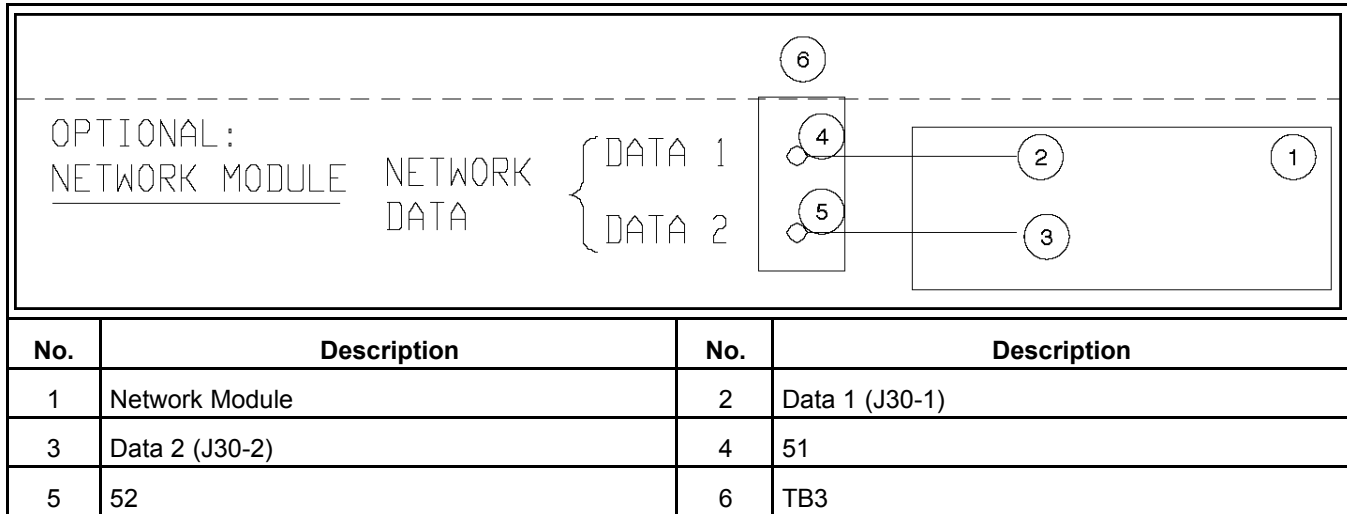 6
OPTIONAL:
NETWORK MODULE
NETWORK
DATA
DATA 1
DATA 2
4
5
2
3
1
No. Description No. Description
1 Network Module 2 Data 1 (J30-1)
3 Data 2 (J30-2) 4 51
5 52 6 TB3